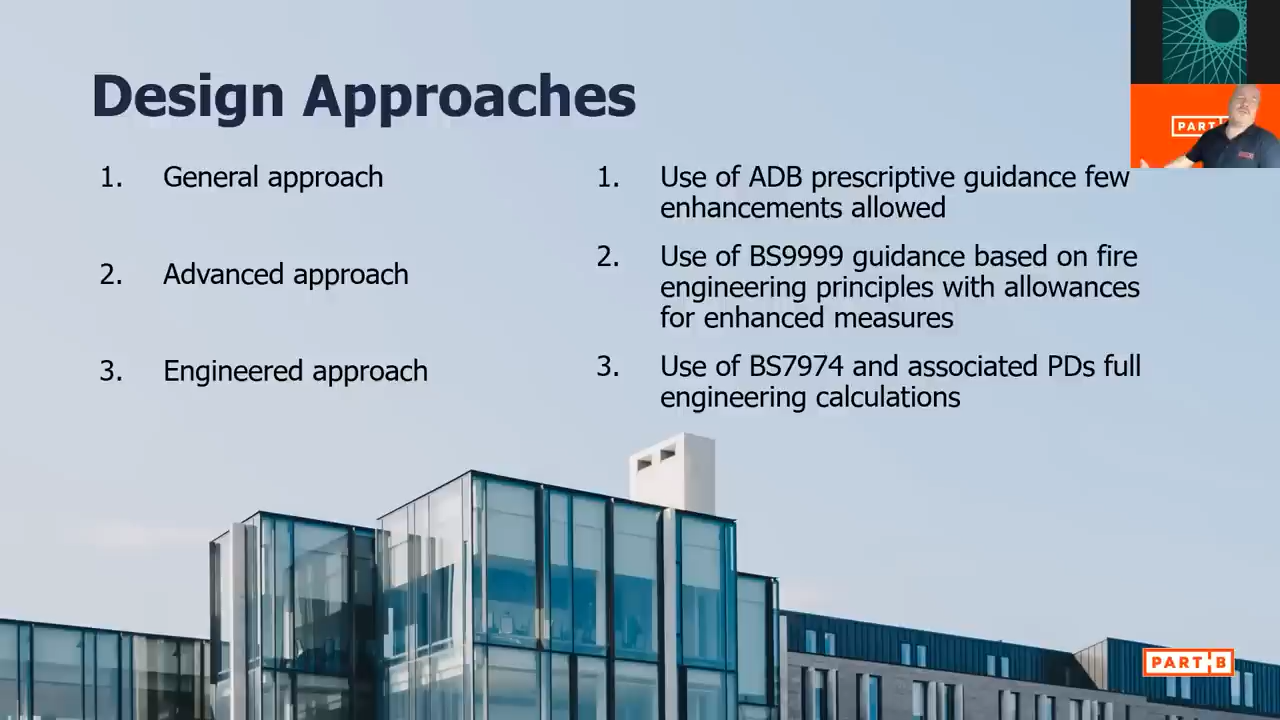 Design Approaches
1. General approach
2. Advanced approach
3. Engineered approach
1. Use of ADB prescriptive guidance few
enhancements allowed
2. Use of BS9999 guidance based on fire
engineering principles with allowances
for enhanced measures
3. Use of BS7974 and associated PDs full
engineering calculations
PART
PART B